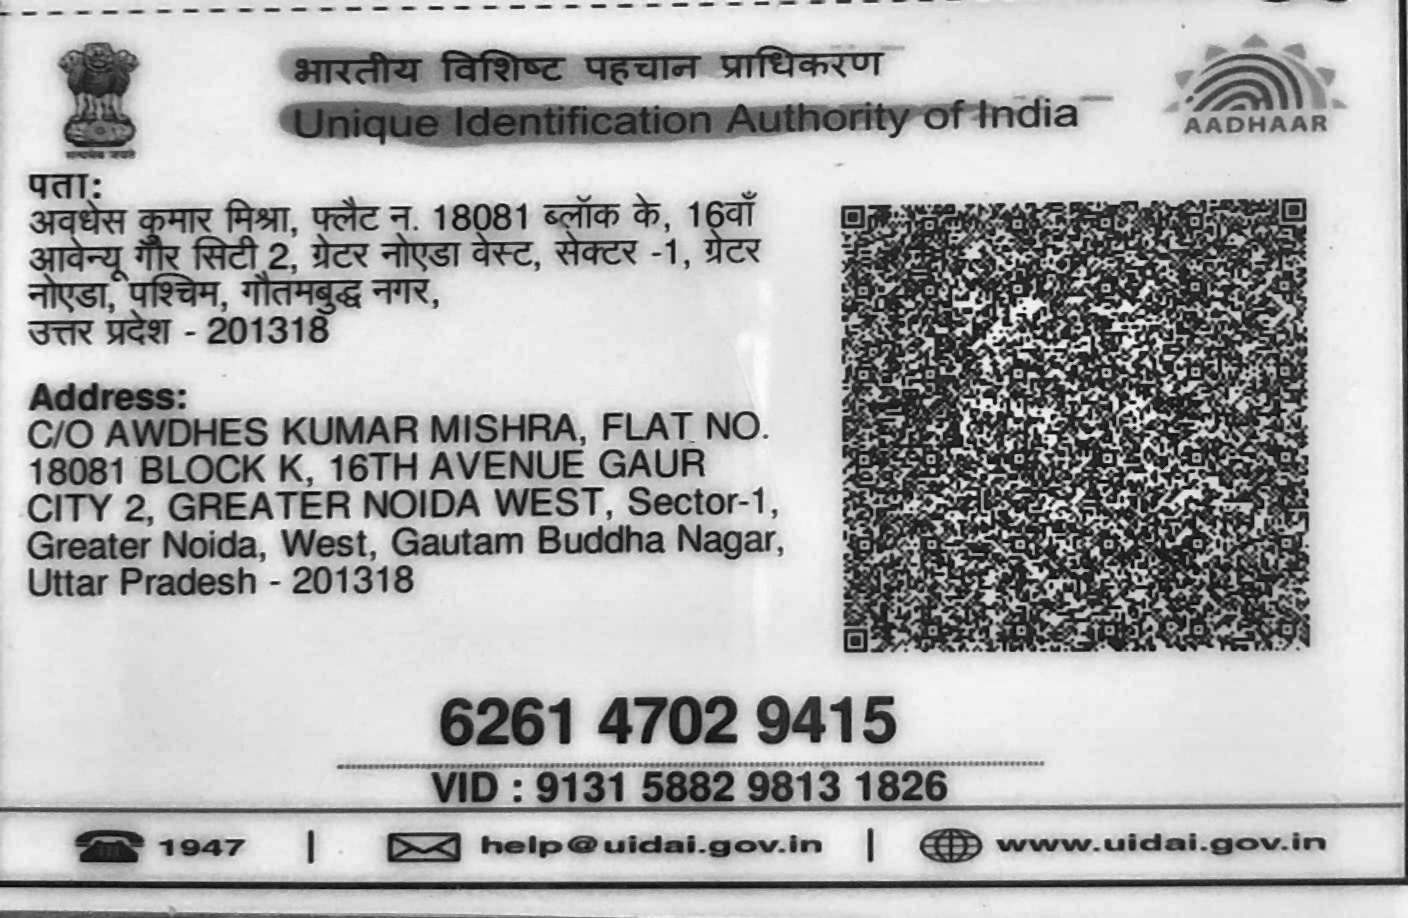 भारतीय विशिष्ट पहचान प्राधिकरण
Unique Identification Authority of India
AADHAAR
सत्यमेव जयते
पता:
अवधेस कुमार मिश्रा, फ्लैट न. 18081 ब्लॉक के, 16वाँ
आवेन्यू गौर सिटी 2, ग्रेटर नोएडा वेस्ट, सेक्टर -1, ग्रेटर
नोएडा, पश्चिम, गौतमबुद्ध नगर,
उत्तर प्रदेश - 201318
Address:
C/O AWDHES KUMAR MISHRA, FLAT NO.
18081 BLOCK K, 16TH AVENUE GAUR
CITY 2, GREATER NOIDA WEST, Sector-1,
Greater Noida, West, Gautam Buddha Nagar,
Uttar Pradesh - 201318
6261 4702 9415
VID : 9131 5882 9813 1826
1947 | help@uidai.gov.in | www.uidai.gov.in